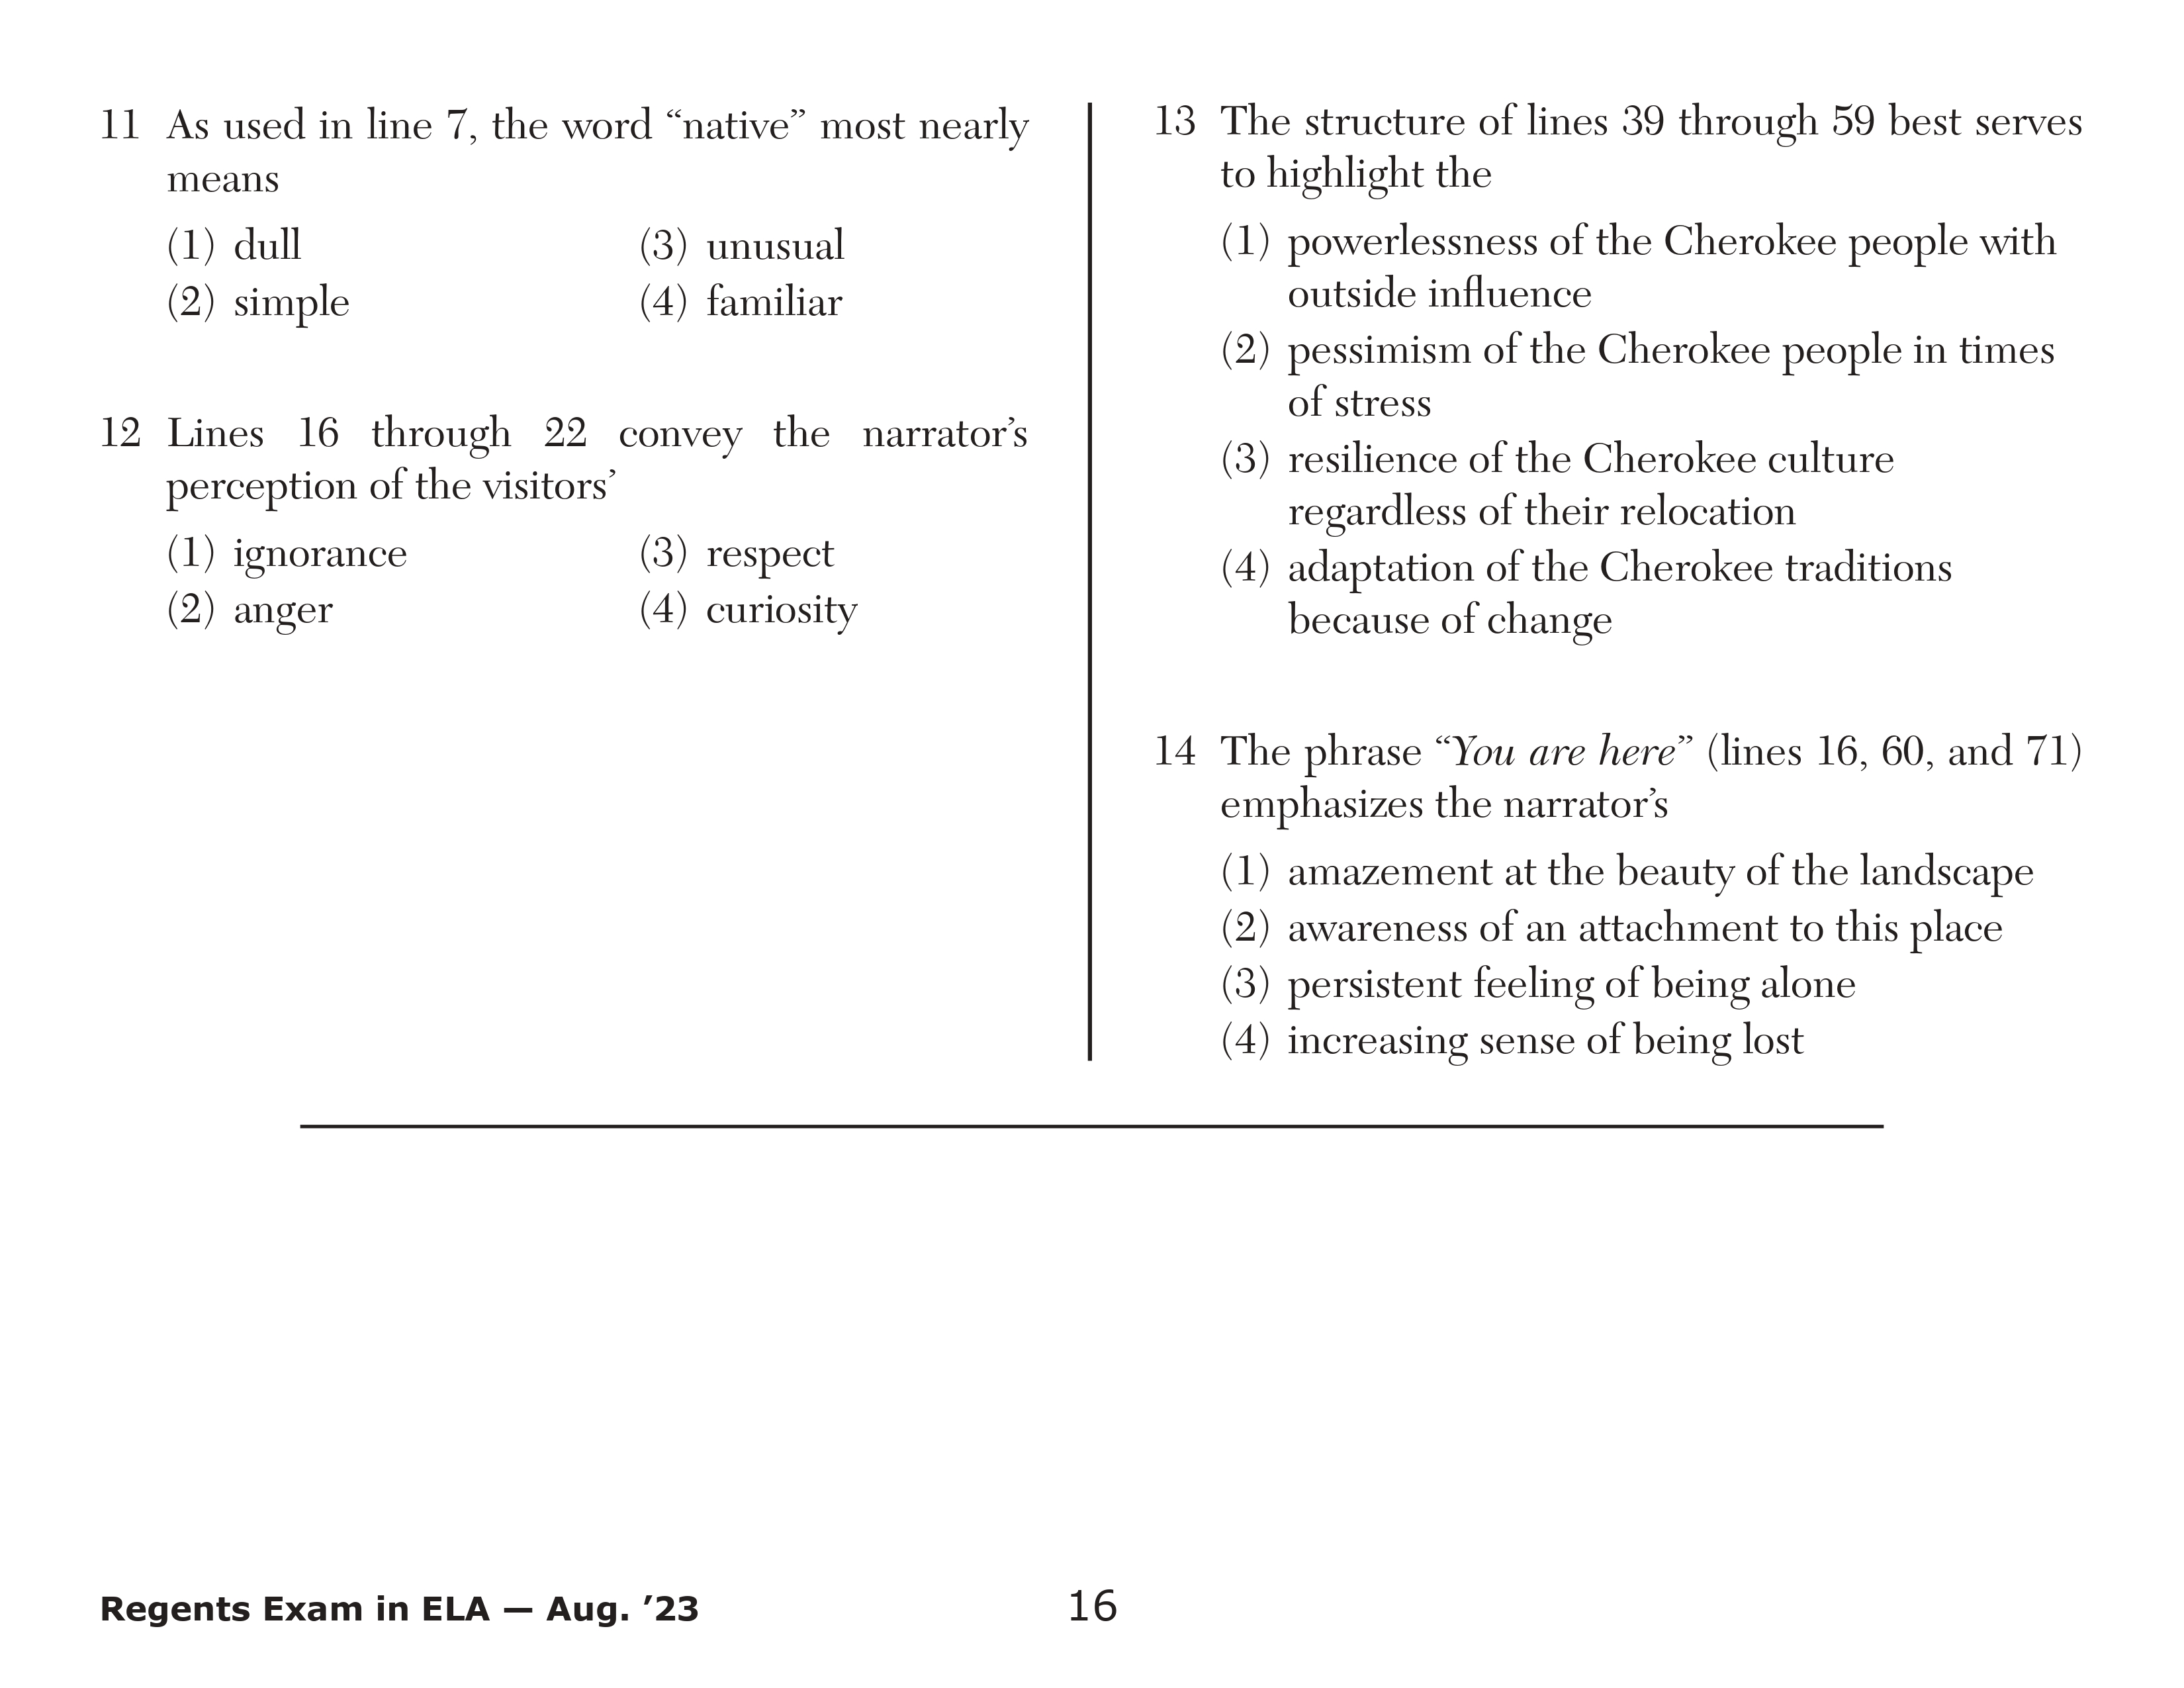 11 As used in line 7, the word “native” most nearly
means
(1) dull (3) unusual
(2) simple (4) familiar
12 Lines 16 through 22 convey the narrator’s
perception of the visitors’
(1) ignorance (3) respect
(2) anger (4) curiosity
13 The structure of lines 39 through 59 best serves
to highlight the
(1) powerlessness of the Cherokee people with
outside influence
(2) pessimism of the Cherokee people in times
of stress
(3) resilience of the Cherokee culture
regardless of their relocation
(4) adaptation of the Cherokee traditions
because of change
14 The phrase “You are here” (lines 16, 60, and 71)
emphasizes the narrator’s
(1) amazement at the beauty of the landscape
(2) awareness of an attachment to this place
(3) persistent feeling of being alone
(4) increasing sense of being lost
Regents Exam in ELA — Aug. ’23 16